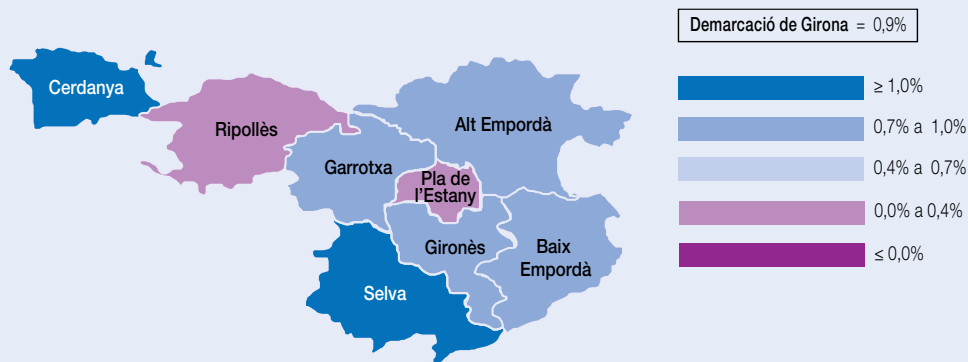 Demarcació de Girona = 0,9%
Cerdanya
Ripollès
Alt Empordà
Garrotxa
Pla de
l'Estany
Gironès
Baix
Empordà
Selva
≥ 1,0%
0,7% a 1,0%
0,4% a 0,7%
0,0% a 0,4%
≤ 0,0%